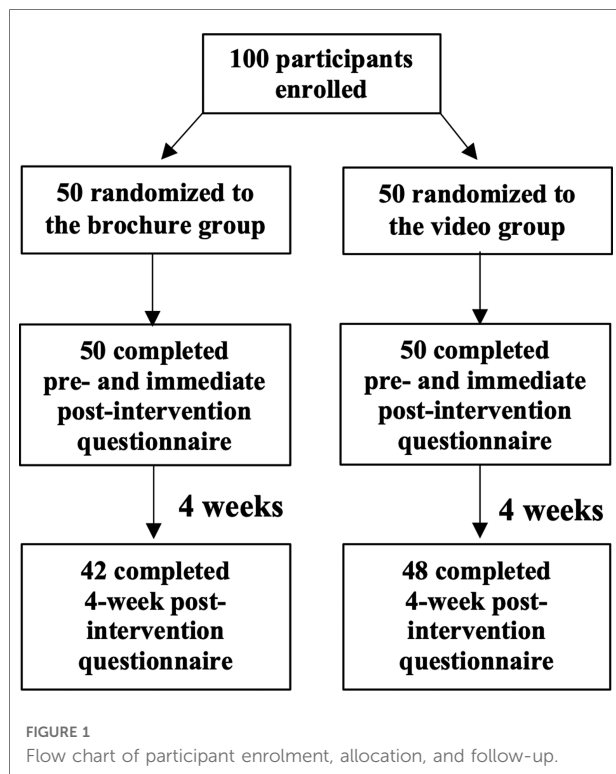 100 participants
enrolled
50 randomized to
the brochure group
50 randomized to
the video group
50 completed
pre- and immediate
post-intervention
questionnaire
50 completed
pre- and immediate
post-intervention
questionnaire
4 weeks
4 weeks
42 completed
4-week post-
intervention
questionnaire
48 completed
4-week post-
intervention
questionnaire
FIGURE 1
Flow chart of participant enrolment, allocation, and follow-up.